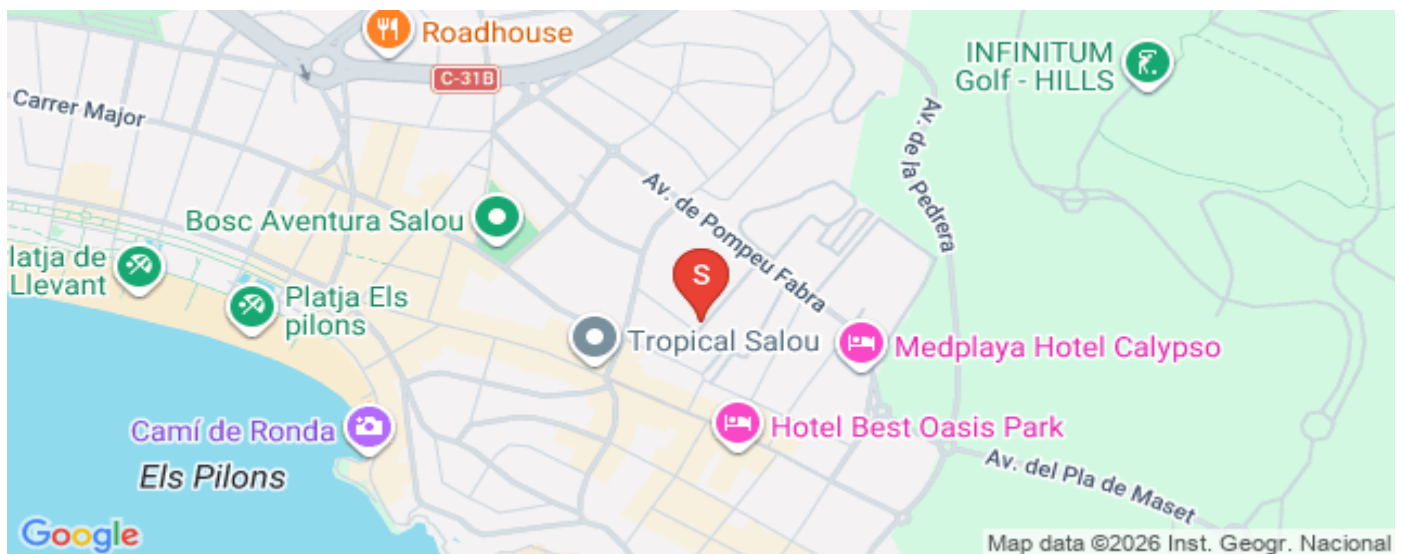 Roadhouse
INFINITUM
Golf - HILLS
C-31B
Carrer Major
Av. de la Pedrera
Av. de Pompeu Fabra
Bosc Aventura Salou
latja de
Llevant
S
Platja Els
pilons
Tropical Salou
Medplaya Hotel Calypso
Camí de Ronda
Hotel Best Oasis Park
Els Pilons
Av. del Pla de Maset
Google
Map data ©2026 Inst. Geogr. Nacional